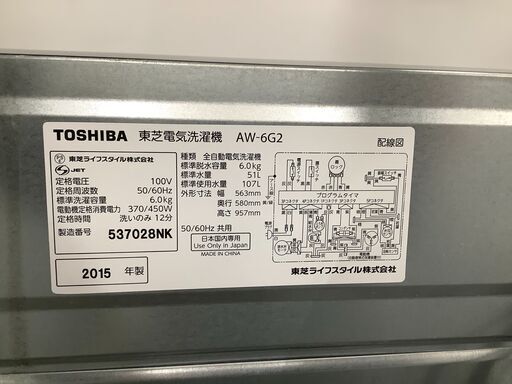 TOSHIBA 東芝電気洗濯機 AW-6G2
配線図
東芝ライフスタイル株式会社
JET
定格電圧 100V
定格周波数 50/60Hz
標準洗濯容量 6.0kg
電動機定格消費電力 370/450W
定格時間 洗いのみ 12分
製造番号 537028NK
2015 年製
種類 全自動電気洗濯機
標準脱水容量 6.0kg
標準水量 51L
標準使用水量 107L
外形寸法 幅 563mm
奥行 580mm
高さ 957mm
50/60Hz 共用
日本国内専用
Use Only in Japan
MADE IN CHINA
プログラムタイマ
東芝ライフスタイル株式会社